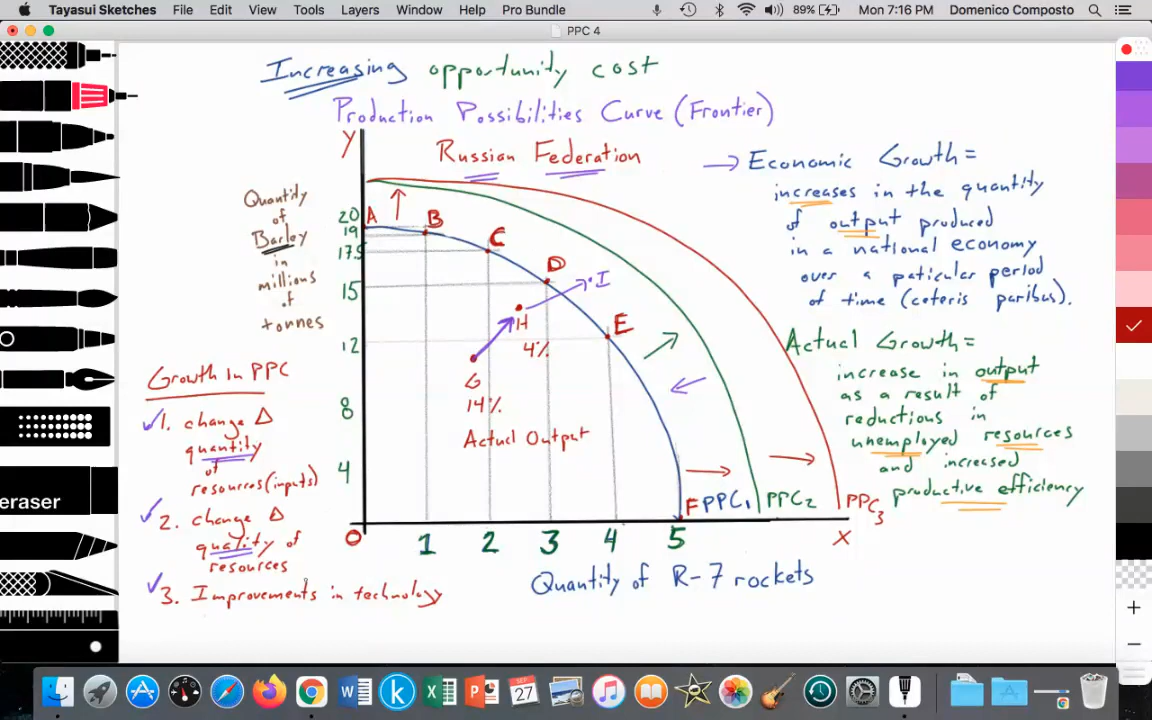 Tayasui Sketches File Edit View Tools Layers Window Help Pro Bundle 89% Mon 7:16 PM Domenico Composto
PPC 4
Increasing opportunity cost
Production Possibilities Curve (Frontier)
Russian Federation
Y
Quantity
of
Barley
in
millions
of
tonnes
20
19
17.5
15
12
8
4
A
B
C
D
E
F
G
14%
H
4%
I
Actual Output
PPC1
PPC2
PPC3
0
1
2
3
4
5
X
Quantity of R-7 rockets
→ Economic Growth =
increases in the quantity
of output produced
in a national economy
over a paticular period
of time (ceteris paribus).
Actual Growth =
increase in output
as a result of
reductions in
unemployed resources
and increased
productive efficiency
Growth in PPC
1. change Δ
quantity
of
resources (inputs)
2. change Δ
quality of
resources
3. Improvements in technology
eraser
SEP
27